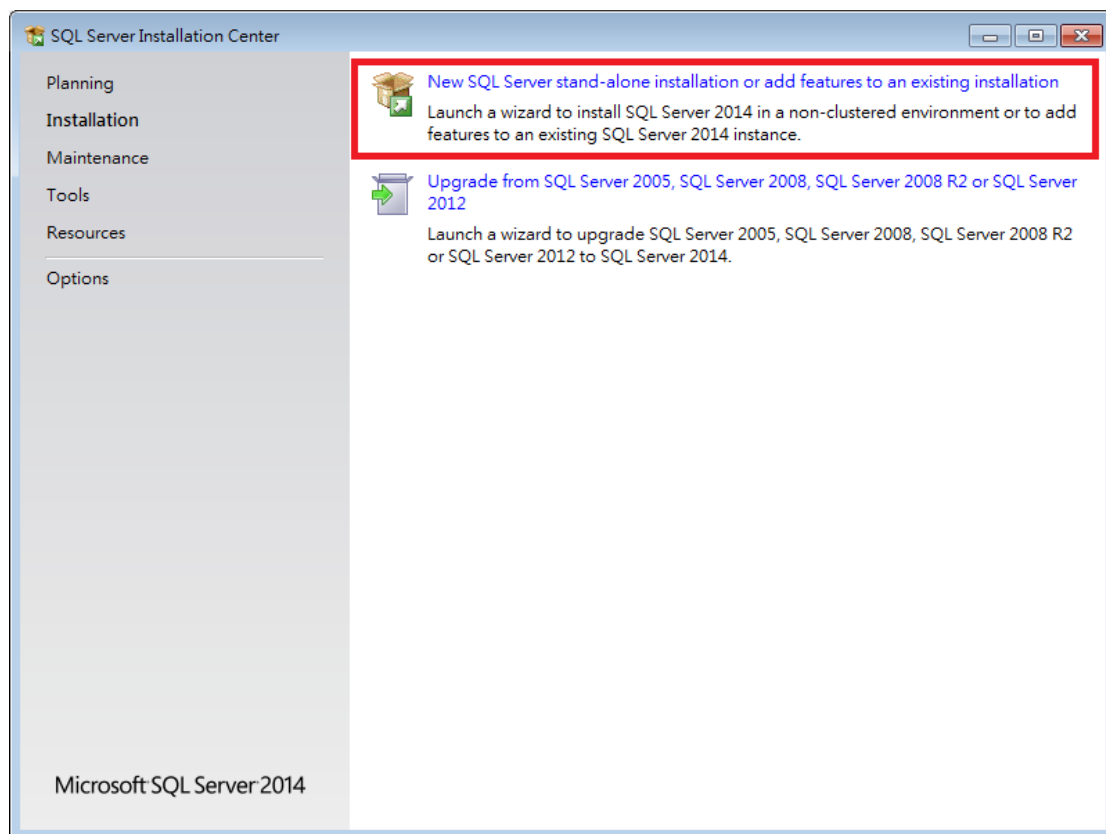 SQL Server Installation Center
Planning
Installation
Maintenance
Tools
Resources
Options
New SQL Server stand-alone installation or add features to an existing installation
Launch a wizard to install SQL Server 2014 in a non-clustered environment or to add
features to an existing SQL Server 2014 instance.
Upgrade from SQL Server 2005, SQL Server 2008, SQL Server 2008 R2 or SQL Server
2012
Launch a wizard to upgrade SQL Server 2005, SQL Server 2008, SQL Server 2008 R2
or SQL Server 2012 to SQL Server 2014.
Microsoft SQL Server 2014